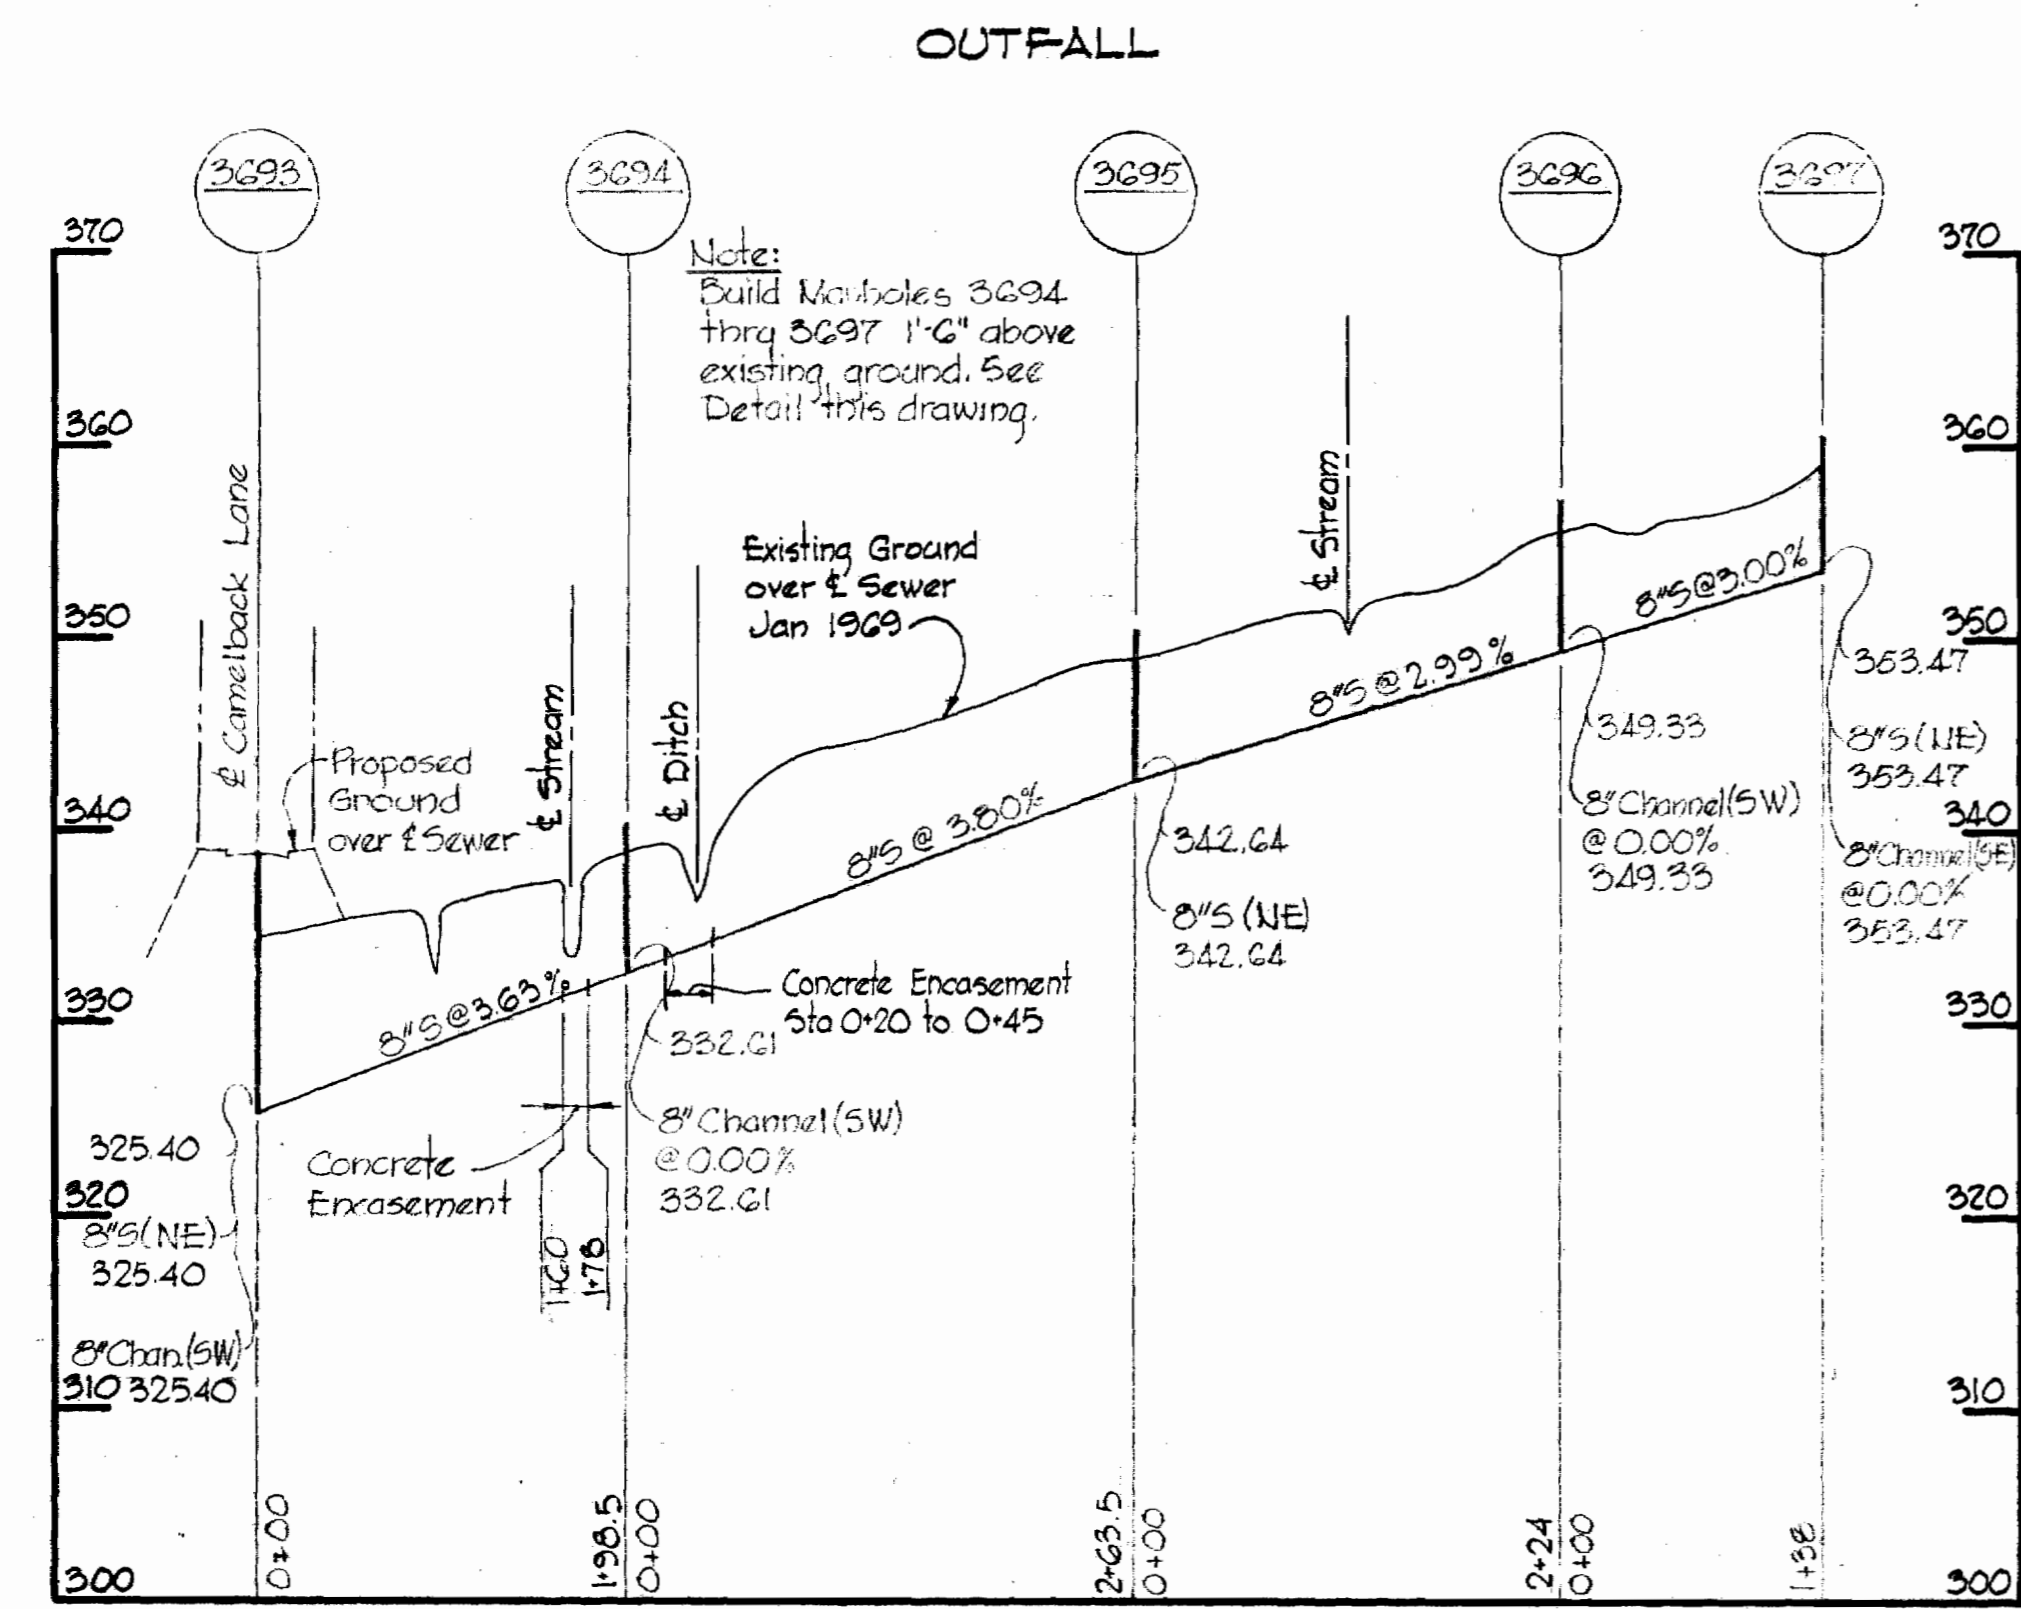 OUTFALL
3693
3694
3695
3696
3697
370
370
Note:
Build Manholes 3694
thru 3697 1'-6" above
existing ground. See
Detail this drawing.
360
360
℄ Camelback Lane
℄ Stream
Existing Ground
over ℄ Sewer
Jan 1969
8"S@3.00%
350
350
353.47
8"S @ 2.99%
349.33
8"S (NE)
353.47
℄ Stream
℄ Ditch
Proposed
Ground
over ℄ Sewer
340
340
8"Channel(SW)
@ 0.00%
349.33
8"Channel(SE)
@0.00%
353.47
8"S @ 3.80%
342.64
8"S (NE)
342.64
330
330
8"S @3.63%
Concrete Encasement
Sta 0+20 to 0+45
332.61
8"Channel(SW)
@0.00%
332.61
325.40
Concrete
Encasement
320
320
8"S(NE)
325.40
1+60
1+78
8"Chan.(SW)
310 325.40
310
0+00
1+98.5
0+00
2+63.5
0+00
2+24
0+00
1+38
300
300